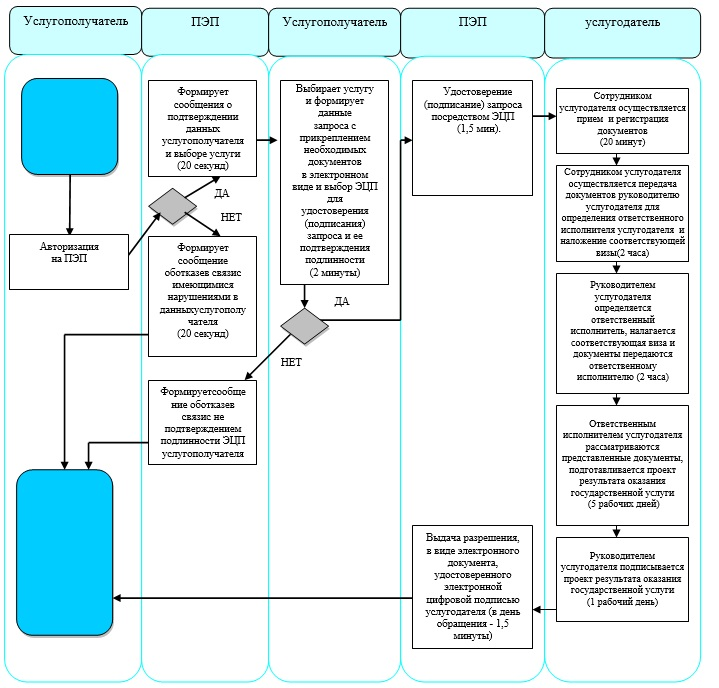 Услугополучатель
ПЭП
Услугополучатель
ПЭП
услугодатель
Авторизация
на ПЭП
Формирует
сообщения о
подтверждении
данных
услугополучателя
и выборе услуги
(20 секунд)
ДА
НЕТ
Формирует
сообщение
оботказев связис
имеющимися
нарушениями в
данныхуслугополу
чателя
(20 секунд)
Формируетсообще
ние оботказев
связис не
подтверждением
подлинности ЭЦП
услугополучателя
Выбирает услугу
и формирует
данные
запроса с
прикреплением
необходимых
документов
в электронном
виде и выбор ЭЦП
для
удостоверения
(подписания)
запроса и ее
подтверждения
подлинности
(2 минуты)
ДА
НЕТ
Удостоверение
(подписание) запроса
посредством ЭЦП
(1,5 мин).
Сотрудником
услугодателя осуществляется
прием и регистрация
документов
(20 минут)
Сотрудником услугодателя
осуществляется передача
документов руководителю
услугодателя для
определения ответственного
исполнителя услугодателя и
наложение соответствующей
визы(2 часа)
Руководителем
услугодателя
определяется
ответственный
исполнитель, налагается
соответствующая виза и
документы передаются
ответственному
исполнителю (2 часа)
Ответственным
исполнителем услугодателя
рассматриваются
представленные документы,
подготавливается проект
результата оказания
государственной услуги
(5 рабочих дней)
Руководителем
услугодателя подписывается
проект результата оказания
государственной услуги
(1 рабочий день)
Выдача разрешения,
в виде электронного
документа,
удостоверенного
электронной
цифровой подписью
услугодателя (в день
обращения - 1,5
минуты)